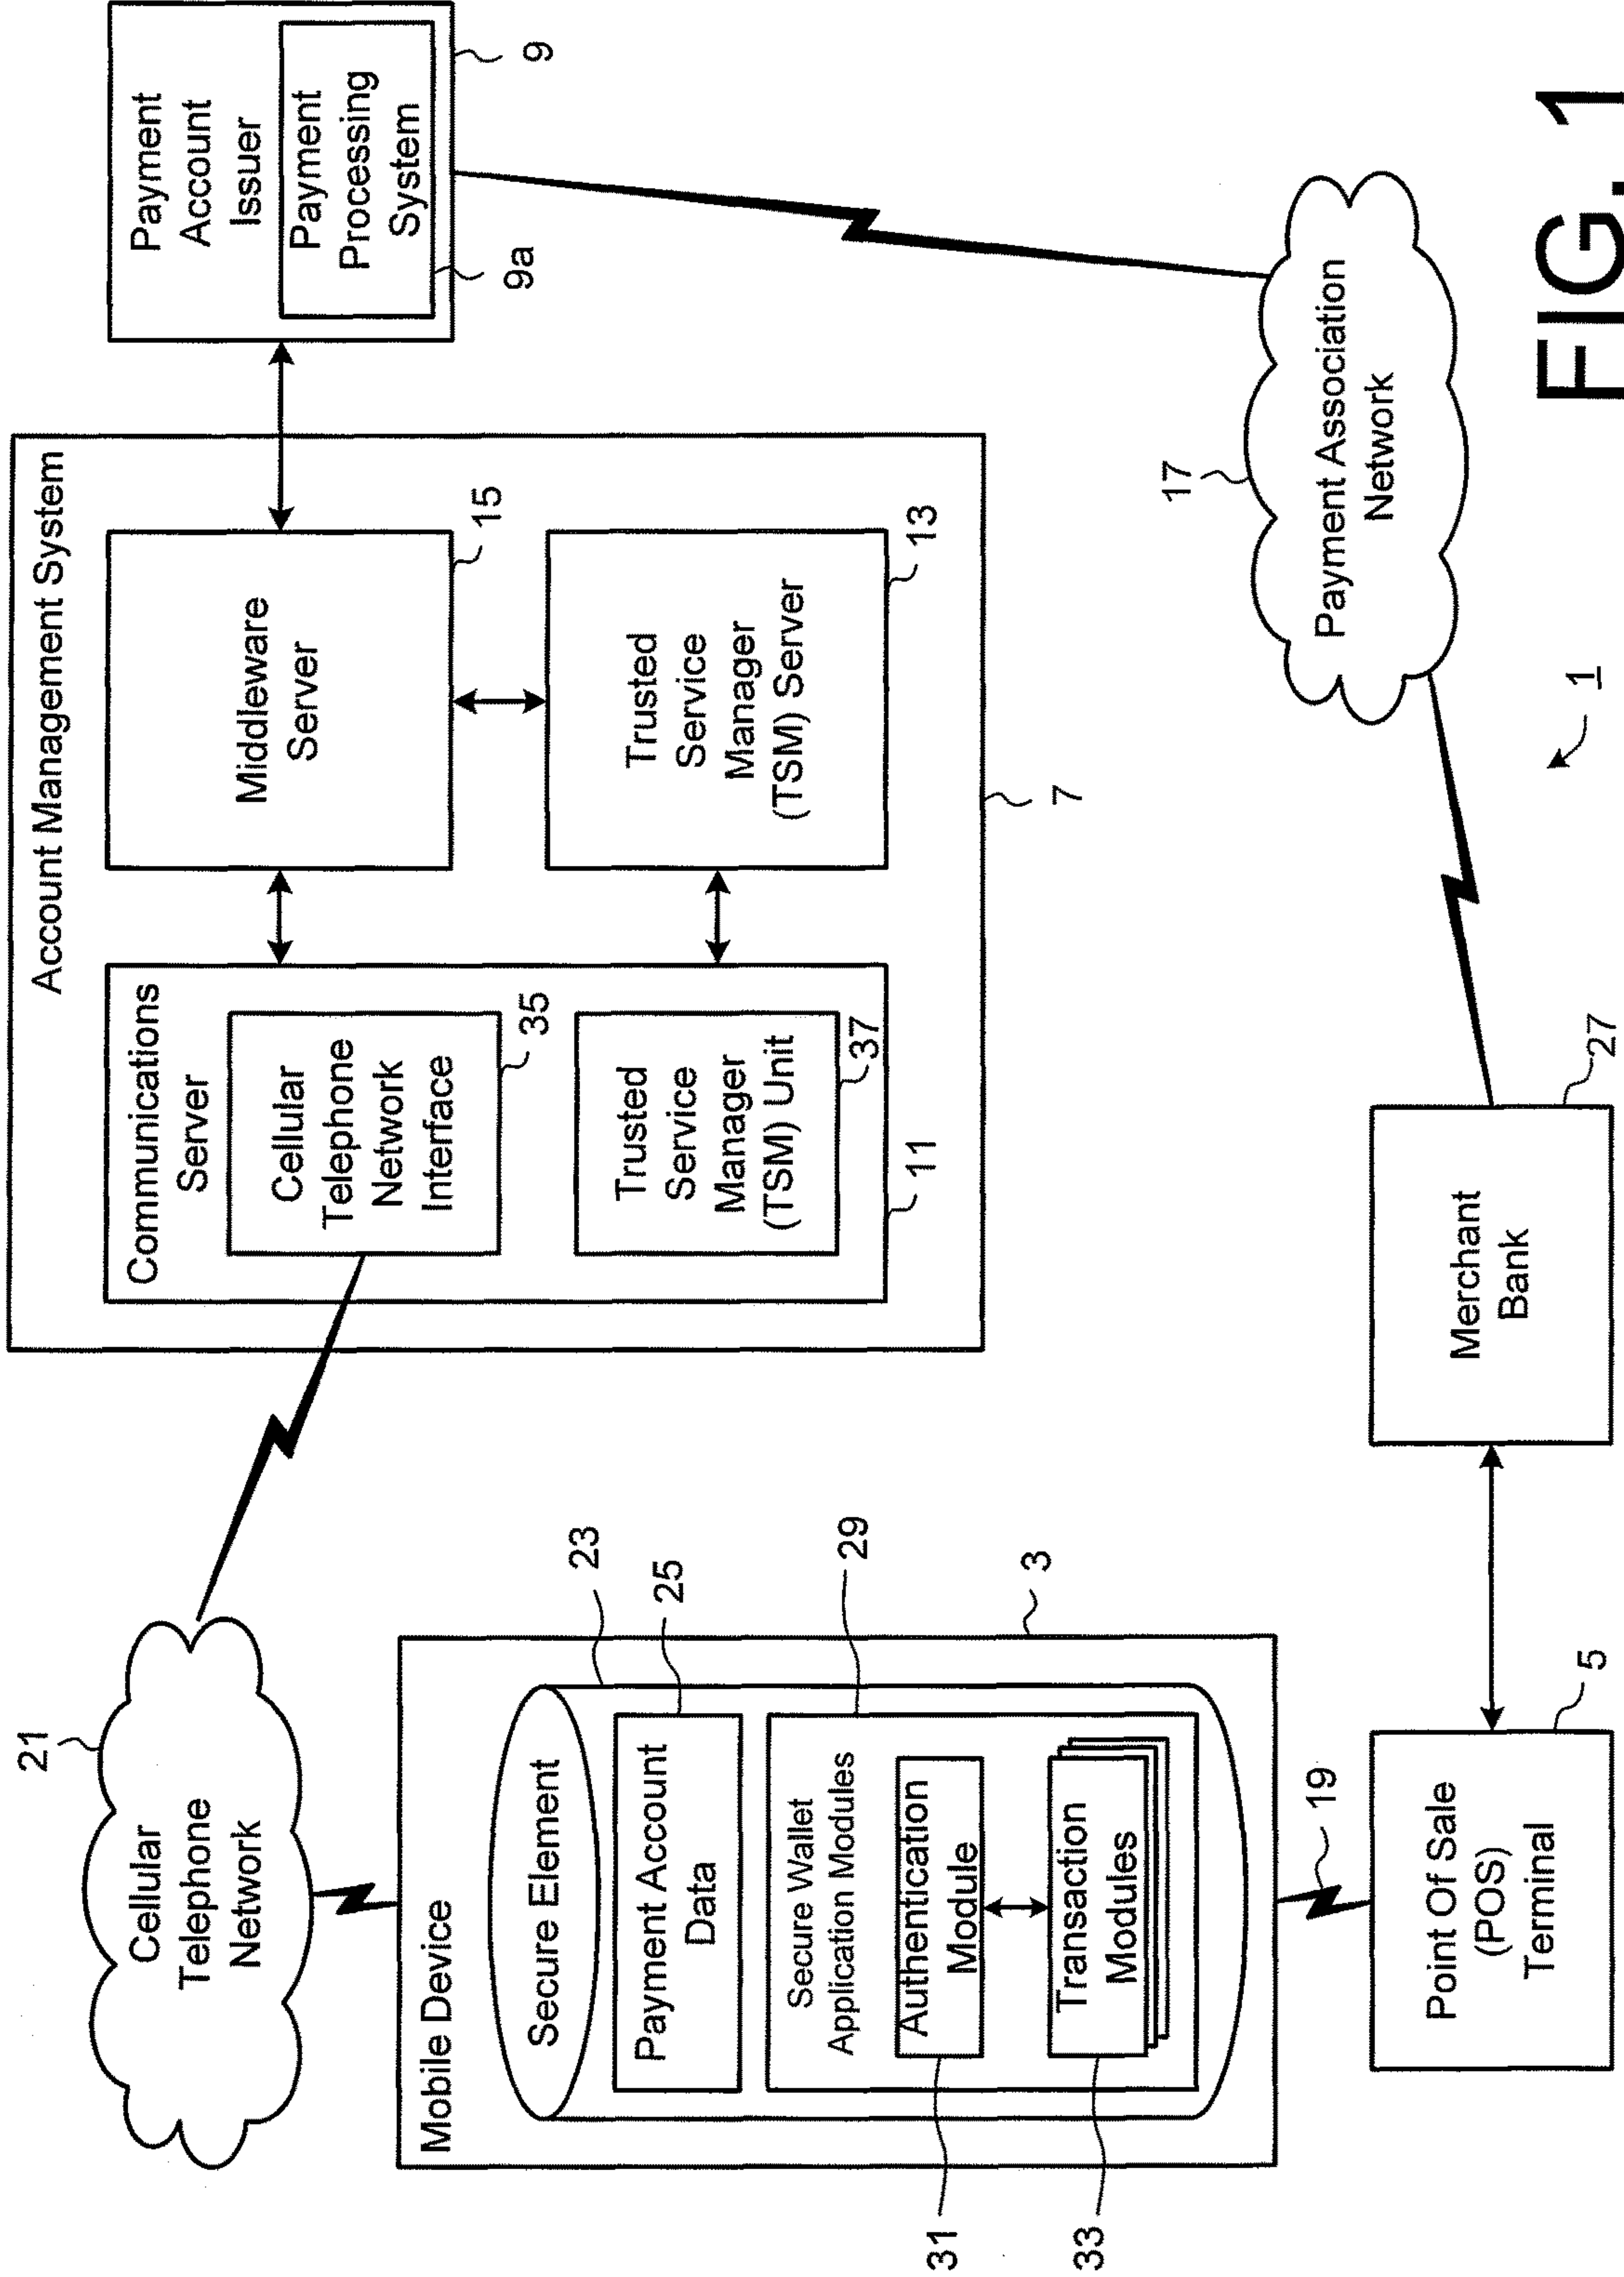 21
Cellular
Telephone
Network
Account Management System
Communications
Server
Cellular
Telephone
Network
Interface
35
Trusted
Service
Manager
(TSM) Unit
37
11
Middleware
Server
15
Trusted
Service
Manager
(TSM) Server
13
7
Payment
Account
Issuer
Payment
Processing
System
9a
9
Mobile Device
Secure Element
23
Payment Account
Data
25
Secure Wallet
Application Modules
29
Authentication
Module
31
Transaction
Modules
33
3
19
Point Of Sale
(POS)
Terminal
5
Merchant
Bank
27
17
Payment Association
Network
1
FIG. 1